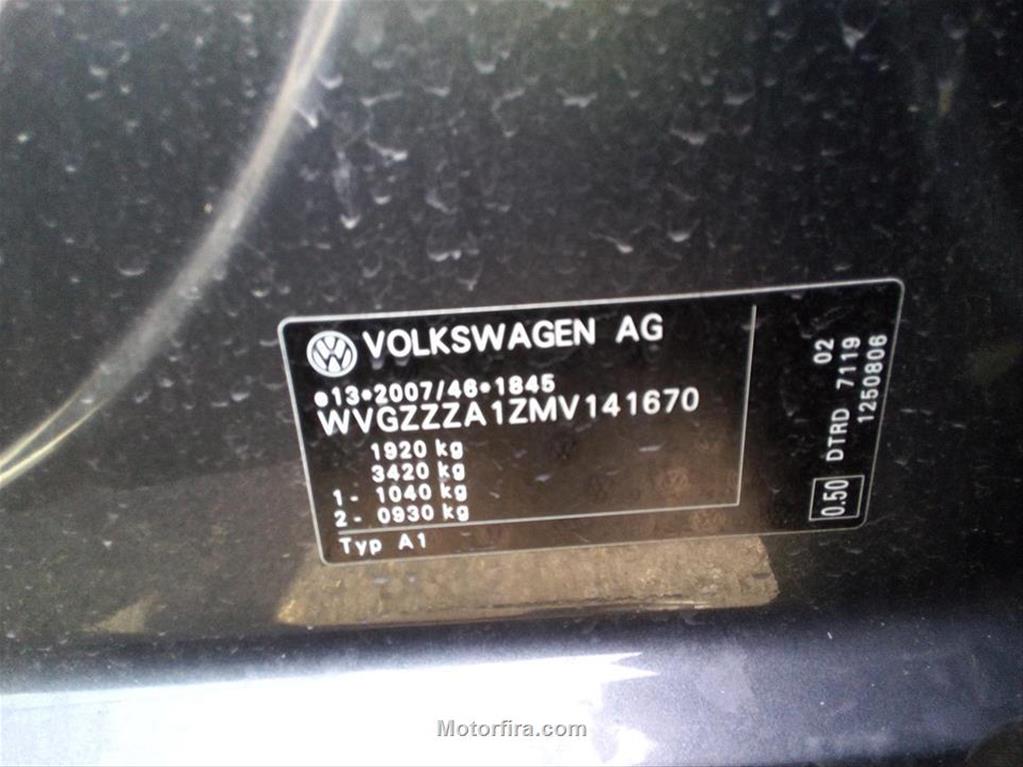 VOLKSWAGEN AG
e13*2007/46*1845
WVGZZZA1ZMV141670
1920 kg
3420 kg
1- 1040 kg
2- 0930 kg
Typ A1
02
0.50 DTRD 7119
1250806
Motorfira.com